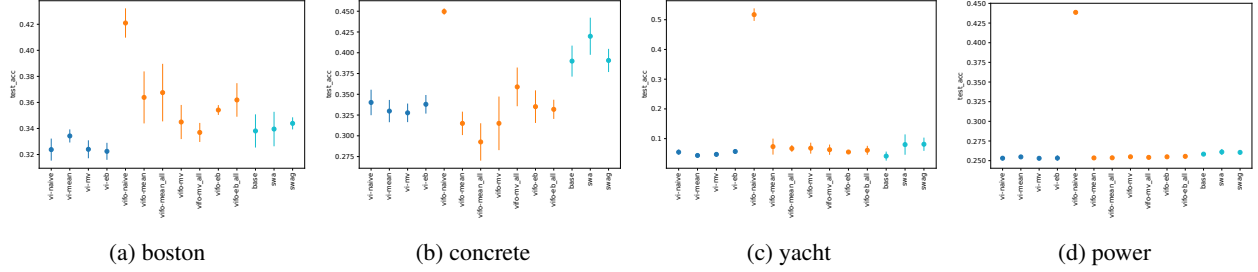 0.42
0.40
0.38
0.36
0.34
0.32
test_acc
vi-naive
vi-mean
vi-mv
vi-eb
vifo-naive
vifo-mean
vifo-mean_all
vifo-mv
vifo-mv_all
vifo-eb
vifo-eb_all
base
swa
swag
(a) boston
0.450
0.425
0.400
0.375
0.350
0.325
0.300
0.275
test_acc
vi-naive
vi-mean
vi-mv
vi-eb
vifo-naive
vifo-mean
vifo-mean_all
vifo-mv
vifo-mv_all
vifo-eb
vifo-eb_all
base
swa
swag
(b) concrete
0.5
0.4
0.3
0.2
0.1
test_acc
vi-naive
vi-mean
vi-mv
vi-eb
vifo-naive
vifo-mean
vifo-mean_all
vifo-mv
vifo-mv_all
vifo-eb
vifo-eb_all
base
swa
swag
(c) yacht
0.450
0.425
0.400
0.375
0.350
0.325
0.300
0.275
0.250
test_acc
vi-naive
vi-mean
vi-mv
vi-eb
vifo-naive
vifo-mean
vifo-mean_all
vifo-mv
vifo-mv_all
vifo-eb
vifo-eb_all
base
swa
swag
(d) power